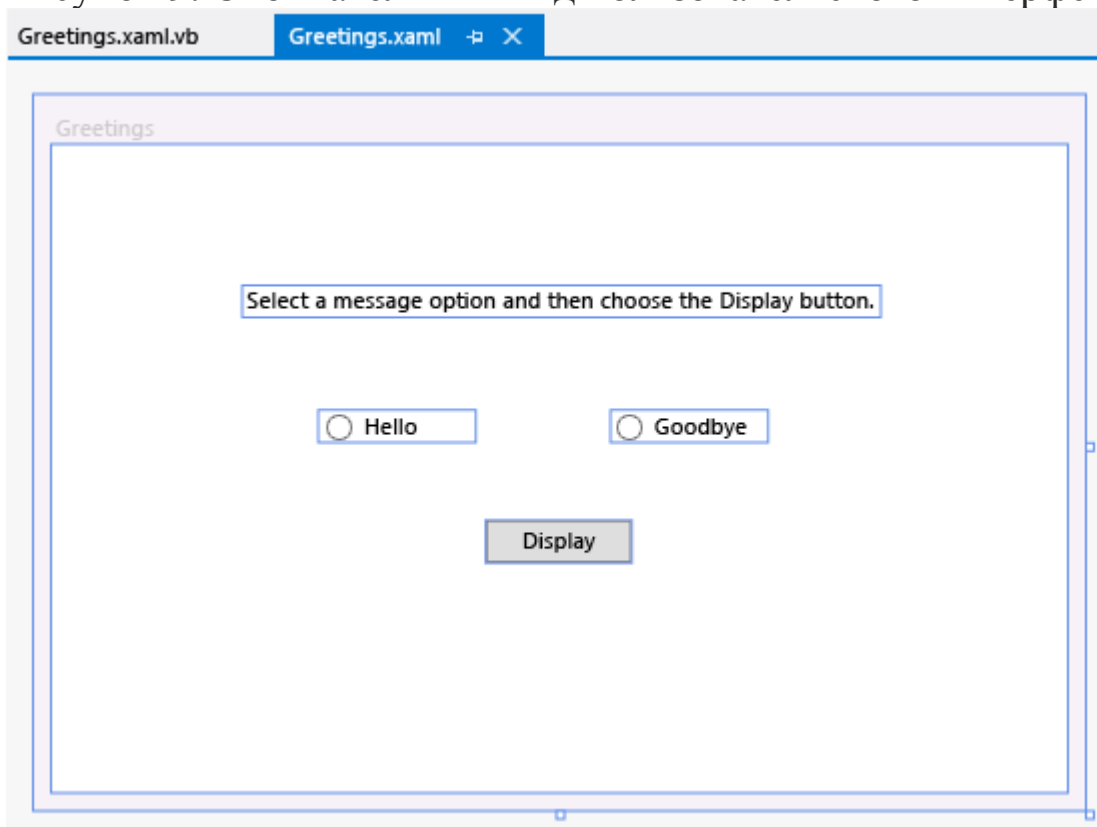 Greetings.xaml.vb Greetings.xaml
Greetings
Select a message option and then choose the Display button.
Hello Goodbye
Display